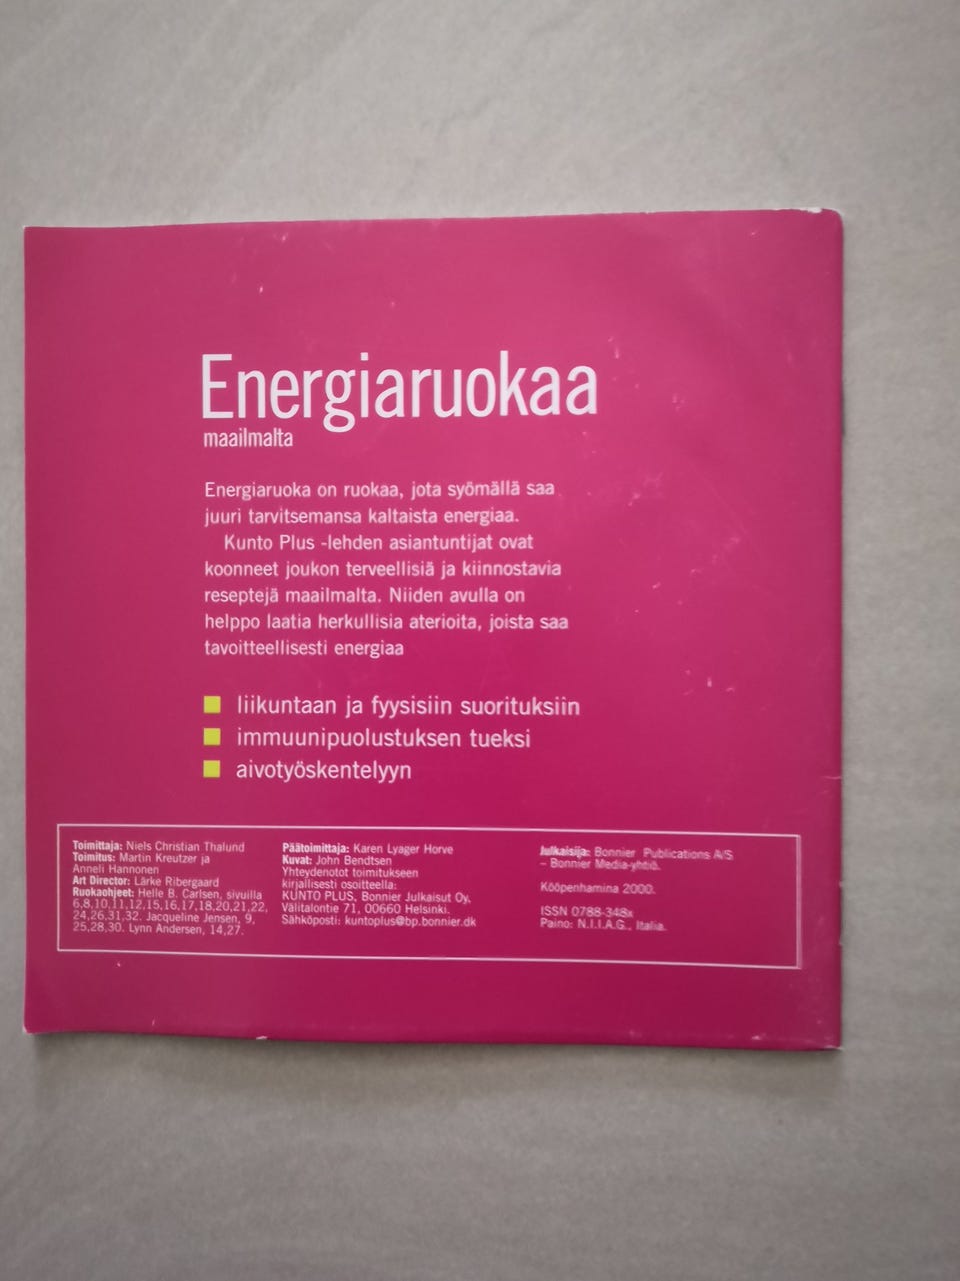 Energiaruokaa
maailmalta
Energiaruoka on ruokaa, jota syömällä saa
juuri tarvitsemansa kaltaista energiaa.
Kunto Plus -lehden asiantuntijat ovat
koonneet joukon terveellisiä ja kiinnostavia
reseptejä maailmalta. Niiden avulla on
helppo laatia herkullisia aterioita, joista saa
tavoitteellisesti energiaa
liikuntaan ja fyysisiin suorituksiin
immuunipuolustuksen tueksi
aivotyöskentelyyn
Toimittaja: Niels Christian Thalund
Toimitus: Martin Kreutzer ja
Anneli Hannonen
Art Director: Lärke Ribergaard
Ruokaohjeet: Helle B. Carlsen, sivuilla
6,8,10,11,12,15,16,17,18,20,21,22,
24,26,31,32. Jacqueline Jensen, 9,
25,28,30. Lynn Andersen, 14,27.
Päätoimittaja: Karen Lyager Horve
Kuvat: John Bendtsen
Yhteydenotot toimitukseen
kirjallisesti osoitteella:
KUNTO PLUS, Bonnier Julkaisut Oy,
Välitalontie 71, 00660 Helsinki.
Sähköposti: kuntoplus@bp.bonnier.dk
Julkaisija: Bonnier Publications A/S
– Bonnier Media-yhtiö.
Kööpenhamina 2000.
ISSN 0788-348x
Paino: N.I.I.A.G., Italia.